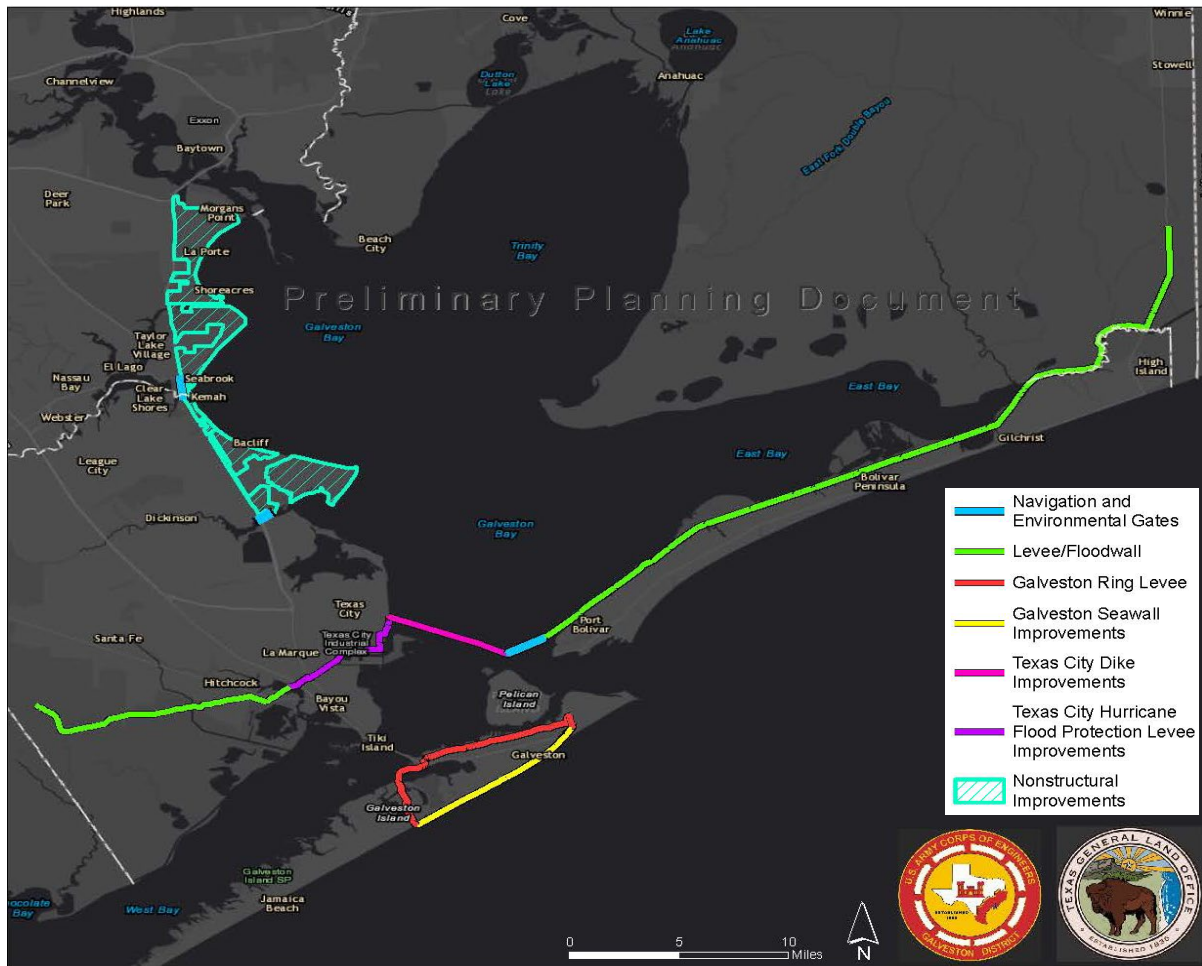 Highlands
Cove
Lake
Anahuac
Winnie
Channelview
Dutton
Lake
Anahuac
Stowell
Exxon
Baytown
East Fork Double Bayou
Deer
Park
Morgans
Point
La Porte
Beach
City
Trinity
Bay
Shoreacres
Preliminary Planning Document
Galveston
Bay
Taylor
Lake
Village
El Lago
Nassau
Bay
Clear
Lake
Shores
Seabrook
Kemah
Webster
High
Island
East Bay
League
City
Bacliff
East Bay
Gilchrist
Bolivar
Peninsula
Dickinson
Galveston
Bay
Texas
City
Port
Bolivar
Santa Fe
La Marque
Texas City
Industrial
Complex
Hitchcock
Bayou
Vista
Pelican
Island
Tiki
Island
Galveston
Galveston
Island
Galveston
Island SP
Jamaica
Beach
West Bay
Bay
Navigation and
Environmental Gates
Levee/Floodwall
Galveston Ring Levee
Galveston Seawall
Improvements
Texas City Dike
Improvements
Texas City Hurricane
Flood Protection Levee
Improvements
Nonstructural
Improvements
0 5 10
Miles
N
U.S. ARMY CORPS OF ENGINEERS
GALVESTON DISTRICT
TEXAS GENERAL LAND OFFICE
ESTABLISHED 1836